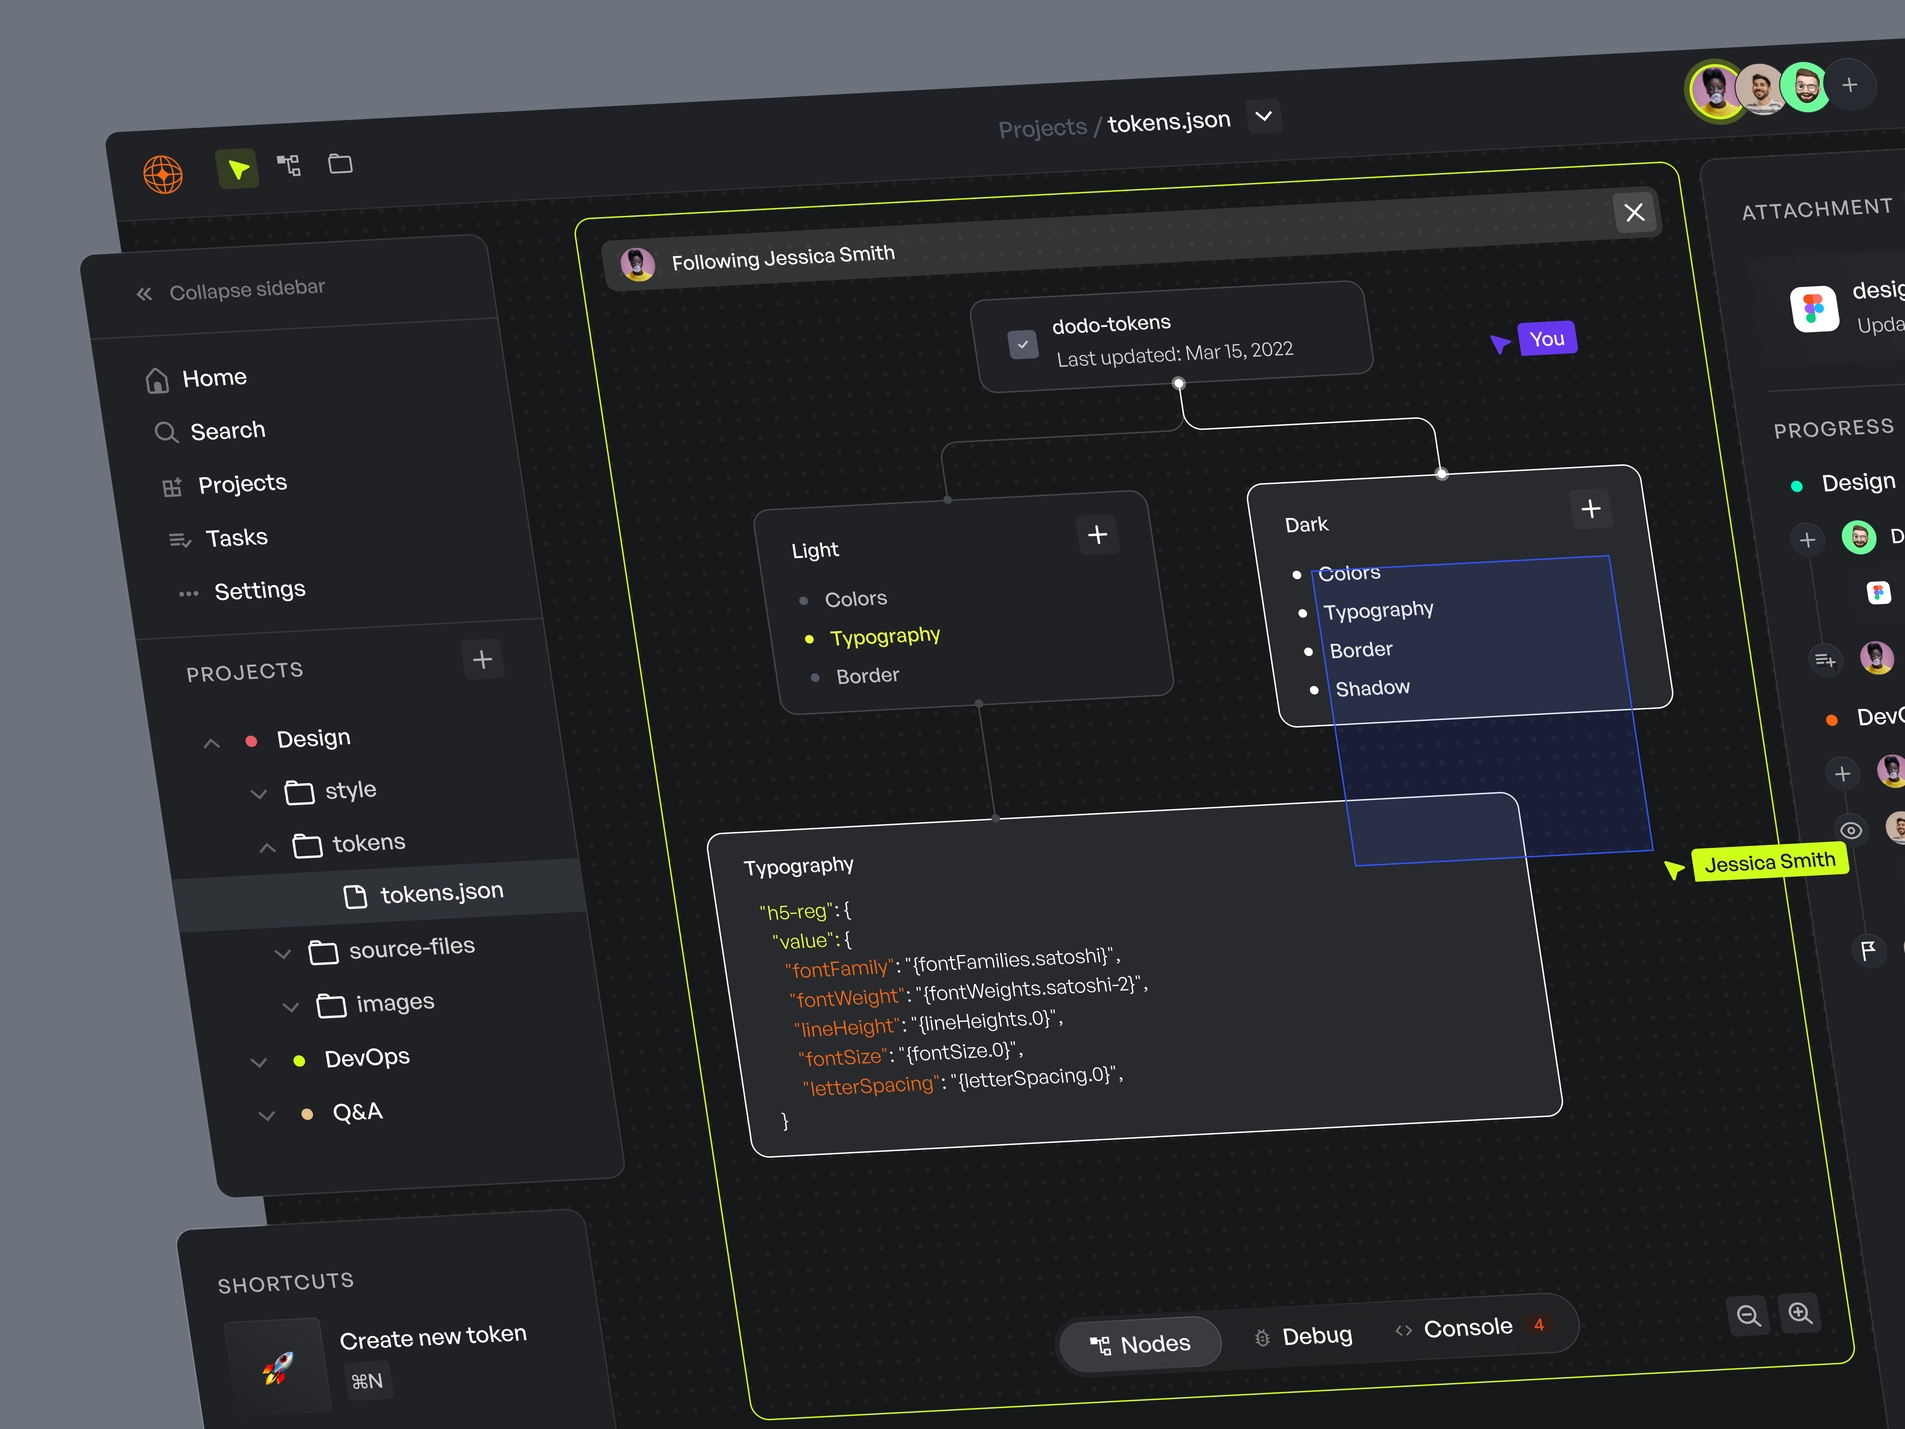 Projects / tokens.json
Collapse sidebar
Home
Search
Projects
Tasks
Settings
PROJECTS
Design
style
tokens
tokens.json
source-files
images
DevOps
Q&A
SHORTCUTS
Create new token
⌘N
Following Jessica Smith
dodo-tokens
Last updated: Mar 15, 2022
You
Light
Colors
Typography
Border
Dark
Colors
Typography
Border
Shadow
Typography
"h5-reg": {
"value": {
"fontFamily": "{fontFamilies.satoshi}",
"fontWeight": "{fontWeights.satoshi-2}",
"lineHeight": "{lineHeights.0}",
"fontSize": "{fontSize.0}",
"letterSpacing": "{letterSpacing.0}",
}
Jessica Smith
Nodes
Debug
Console 4
ATTACHMENT
PROGRESS
Design